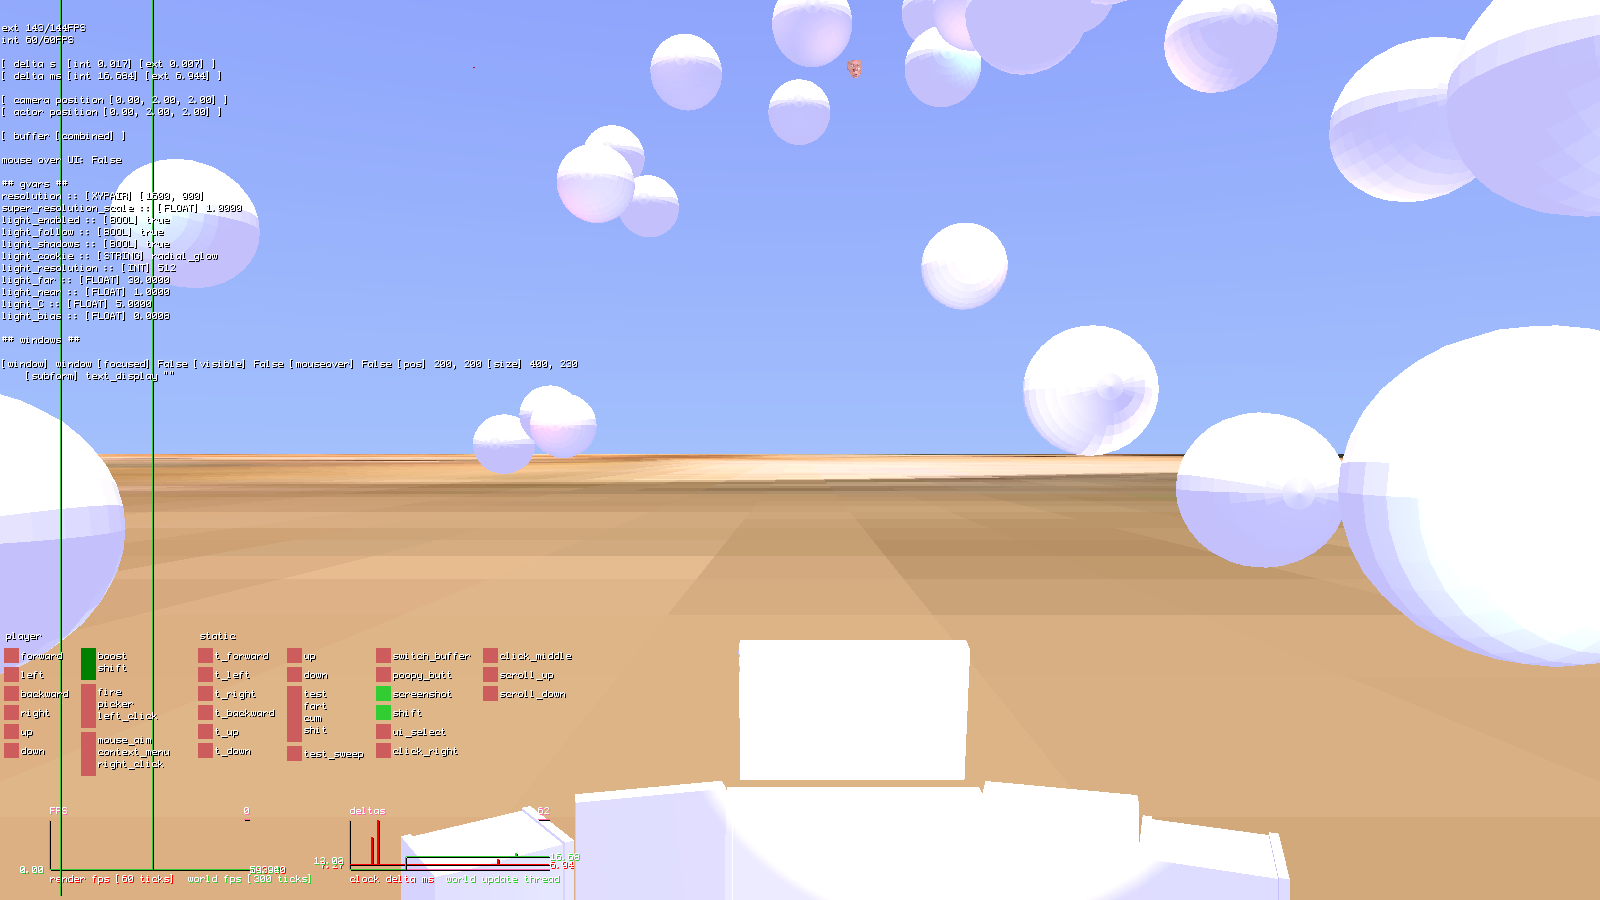 ext 143/144FPS
int 60/60FPS
[ delta s  [int 0.017] [ext 0.007] ]
[ delta ms [int 16.684] [ext 6.944] ]
[ camera position [0.00, 2.00, 2.00] ]
[ actor position [0.00, 2.00, 2.00] ]
[ buffer [combined] ]
mouse over UI: False
## gvars ##
resolution :: [XYPAIR] [1600, 900]
super_resolution_scale :: [FLOAT] 1.0000
light_enabled :: [BOOL] true
light_follow :: [BOOL] true
light_shadows :: [BOOL] true
light_cookie :: [STRING] radial_glow
light_resolution :: [INT] 512
light_far :: [FLOAT] 30.0000
light_near :: [FLOAT] 1.0000
light_C :: [FLOAT] 5.0000
light_bias :: [FLOAT] 0.0008
## windows ##
[window] window [focused] False [visible] False [mouseover] False [pos] 200, 200 [size] 400, 230
[subform] text_display ""
player
forward
left
backward
right
up
down
boost
shift
fire
picker
left_click
mouse_aim
context_menu
right_click
static
t_forward
t_left
t_right
t_backward
t_up
t_down
up
down
test
fart
cum
shit
test_sweep
switch_buffer
poopy_butt
screenshot
shift
ui_select
click_right
click_middle
scroll_up
scroll_down
FPS
0
0.00
render fps [60 ticks]
world fps [300 ticks]
deltas
62
16.68
6.94
clock delta ms
world update thread